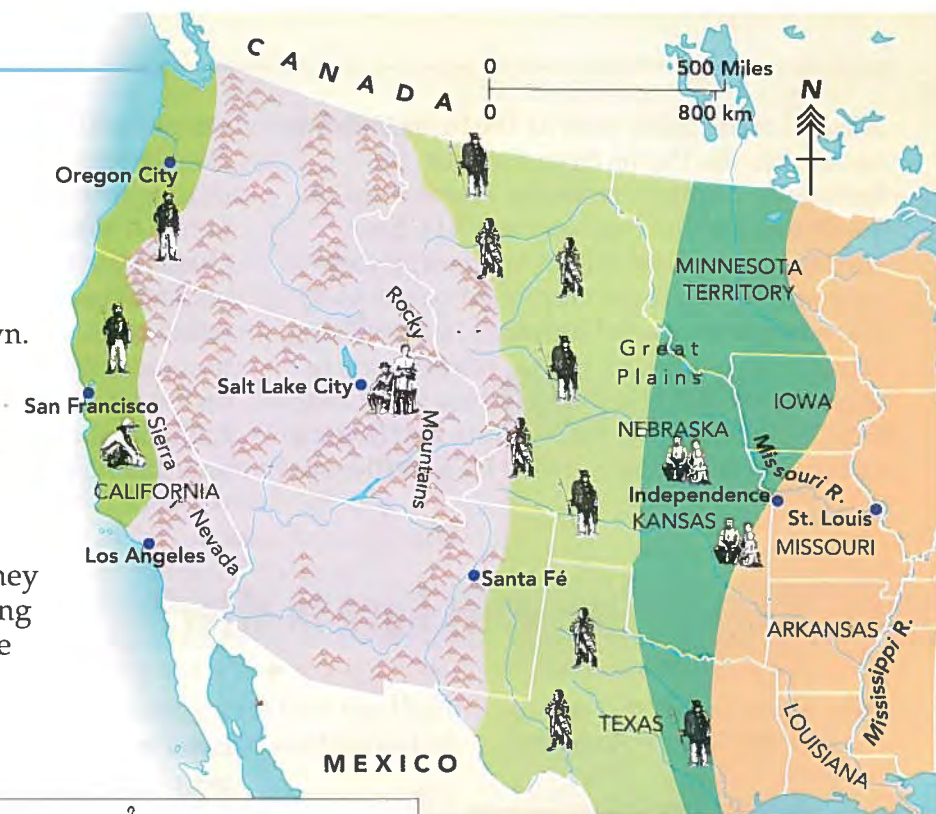 CANADA
0 500 Miles
0 800 km
N
Oregon City
MINNESOTA
TERRITORY
Rocky
Mountains
Great
Plains
vn.
Salt Lake City
San Francisco
IOWA
NEBRASKA
Sierra
Nevada
Missouri R.
CALIFORNIA
Independence
KANSAS
St. Louis
MISSOURI
Los Angeles
ney
ng
e
Santa Fé
ARKANSAS
Mississippi R.
TEXAS
LOUISIANA
MEXICO